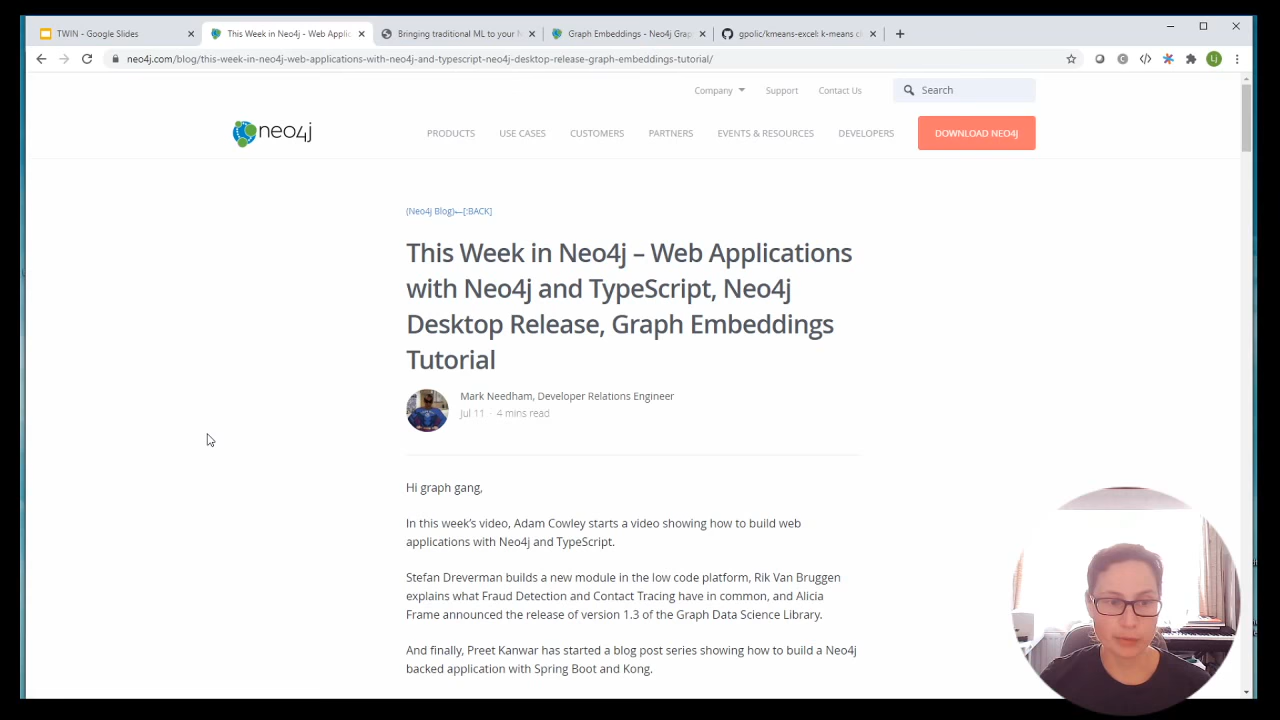 TWIN - Google Slides
This Week in Neo4j - Web Applic
Bringing traditional ML to your N
Graph Embeddings - Neo4j Grap
gpolic/kmeans-excel: k-means cl
neo4j.com/blog/this-week-in-neo4j-web-applications-with-neo4j-and-typescript-neo4j-desktop-release-graph-embeddings-tutorial/
Lj
Company Support Contact Us Search
neo4j
PRODUCTS USE CASES CUSTOMERS PARTNERS EVENTS & RESOURCES DEVELOPERS DOWNLOAD NEO4J
(Neo4j Blog)←[:BACK]
This Week in Neo4j – Web Applications
with Neo4j and TypeScript, Neo4j
Desktop Release, Graph Embeddings
Tutorial
Mark Needham, Developer Relations Engineer
Jul 11 · 4 mins read
Hi graph gang,
In this week's video, Adam Cowley starts a video showing how to build web
applications with Neo4j and TypeScript.
Stefan Dreverman builds a new module in the low code platform, Rik Van Bruggen
explains what Fraud Detection and Contact Tracing have in common, and Alicia
Frame announced the release of version 1.3 of the Graph Data Science Library.
And finally, Preet Kanwar has started a blog post series showing how to build a Neo4j
backed application with Spring Boot and Kong.